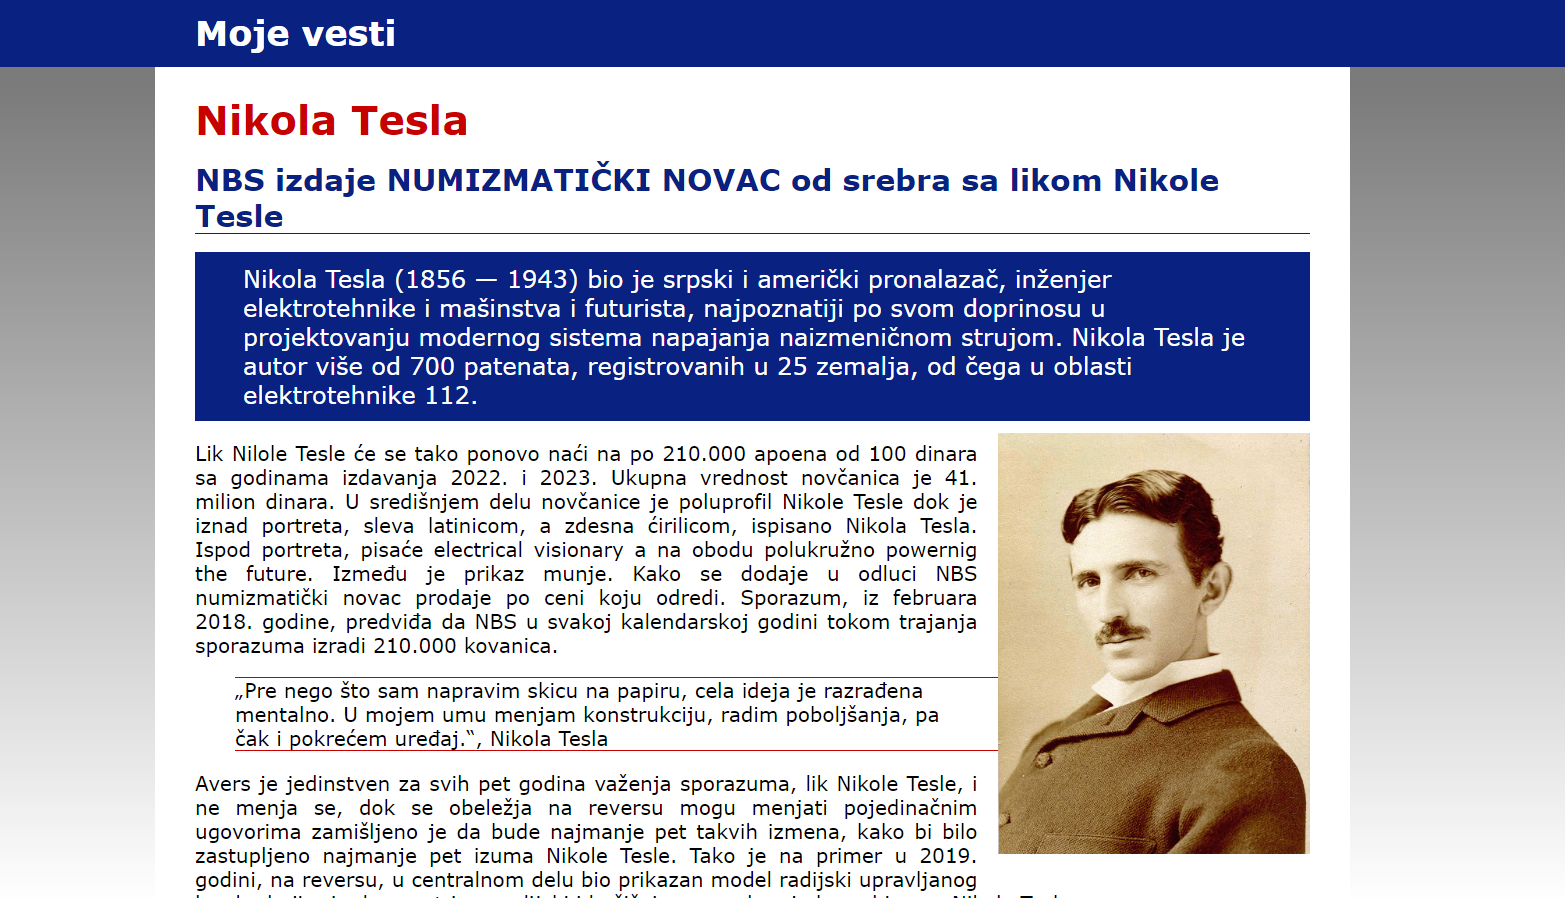 Moje vesti
Nikola Tesla
NBS izdaje NUMIZMATIČKI NOVAC od srebra sa likom Nikole
Tesle
Nikola Tesla (1856 — 1943) bio je srpski i američki pronalazač, inženjer
elektrotehnike i mašinstva i futurista, najpoznatiji po svom doprinosu u
projektovanju modernog sistema napajanja naizmeničnom strujom. Nikola Tesla je
autor više od 700 patenata, registrovanih u 25 zemalja, od čega u oblasti
elektrotehnike 112.
Lik Nilole Tesle će se tako ponovo naći na po 210.000 apoena od 100 dinara
sa godinama izdavanja 2022. i 2023. Ukupna vrednost novčanica je 41.
milion dinara. U središnjem delu novčanice je poluprofil Nikole Tesle dok je
iznad portreta, sleva latinicom, a zdesna ćirilicom, ispisano Nikola Tesla.
Ispod portreta, pisaće electrical visionary a na obodu polukružno powernig
the future. Između je prikaz munje. Kako se dodaje u odluci NBS
numizmatički novac prodaje po ceni koju odredi. Sporazum, iz februara
2018. godine, predviđa da NBS u svakoj kalendarskoj godini tokom trajanja
sporazuma izradi 210.000 kovanica.
„Pre nego što sam napravim skicu na papiru, cela ideja je razrađena
mentalno. U mojem umu menjam konstrukciju, radim poboljšanja, pa
čak i pokrećem uređaj.“, Nikola Tesla
Avers je jedinstven za svih pet godina važenja sporazuma, lik Nikole Tesle, i
ne menja se, dok se obeležja na reversu mogu menjati pojedinačnim
ugovorima zamišljeno je da bude najmanje pet takvih izmena, kako bi bilo
zastupljeno najmanje pet izuma Nikole Tesle. Tako je na primer u 2019.
godini, na reversu, u centralnom delu bio prikazan model radijski upravljanog